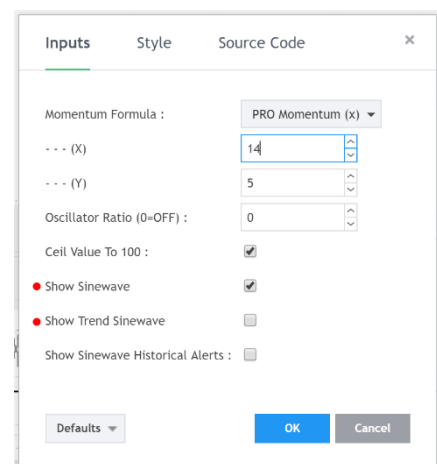 Inputs Style Source Code ×
Momentum Formula : PRO Momentum (x)
- - - (X) 14
- - - (Y) 5
Oscillator Ratio (0=OFF) : 0
Ceil Value To 100 :
Show Sinewave
Show Trend Sinewave
Show Sinewave Historical Alerts :
Defaults OK Cancel